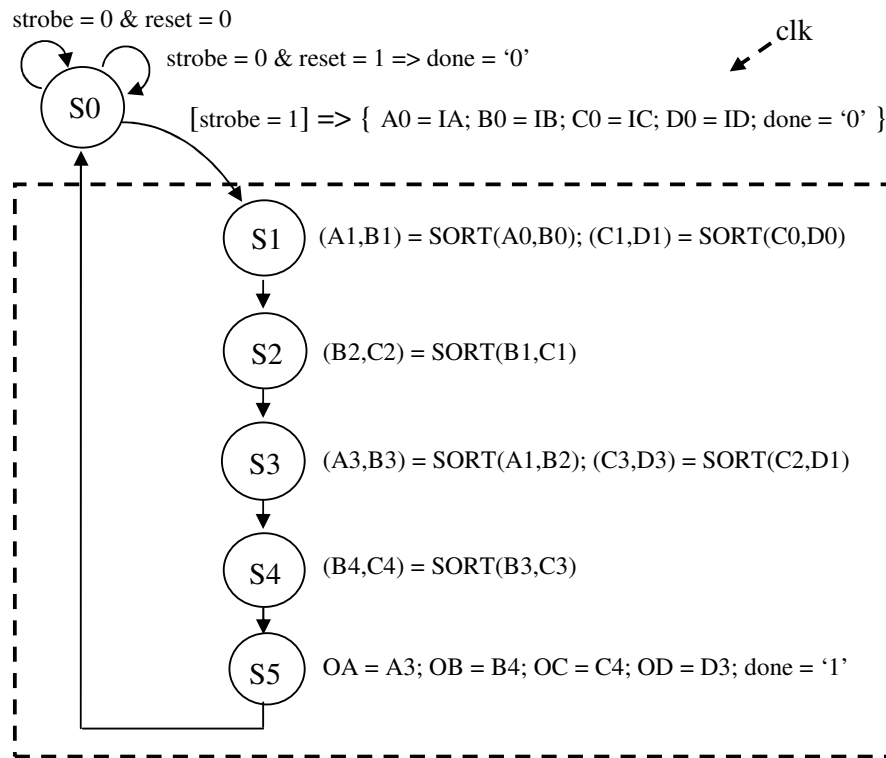 strobe = 0 & reset = 0
clk
strobe = 0 & reset = 1 => done = ‘0’
S0
[strobe = 1] => { A0 = IA; B0 = IB; C0 = IC; D0 = ID; done = ‘0’ }
S1 (A1,B1) = SORT(A0,B0); (C1,D1) = SORT(C0,D0)
S2 (B2,C2) = SORT(B1,C1)
S3 (A3,B3) = SORT(A1,B2); (C3,D3) = SORT(C2,D1)
S4 (B4,C4) = SORT(B3,C3)
S5 OA = A3; OB = B4; OC = C4; OD = D3; done = ‘1’